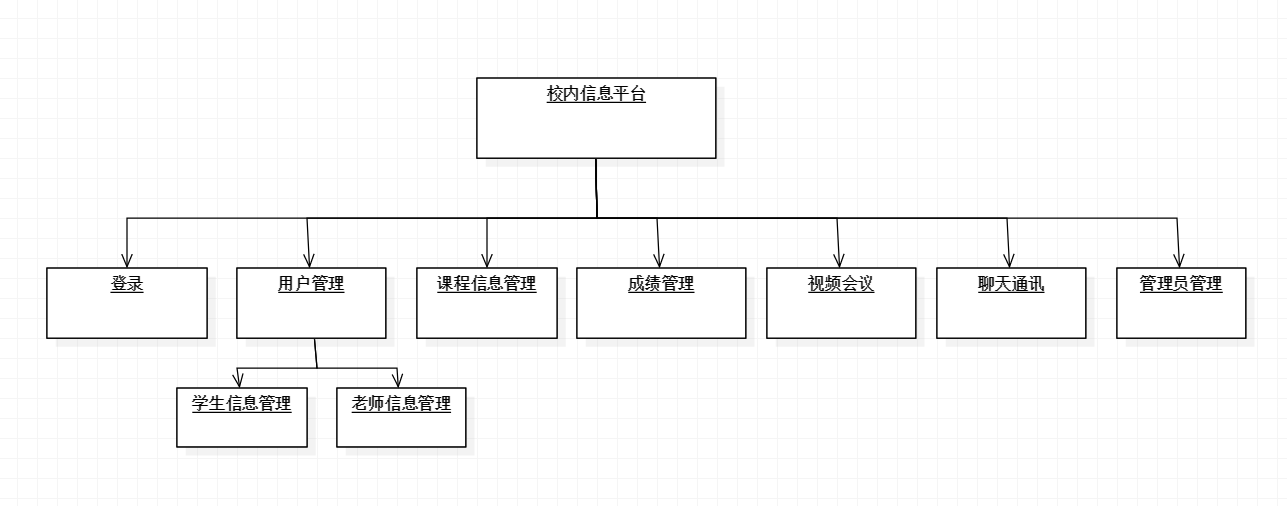 校内信息平台
登录
用户管理
课程信息管理
成绩管理
视频会议
聊天通讯
管理员管理
学生信息管理
老师信息管理